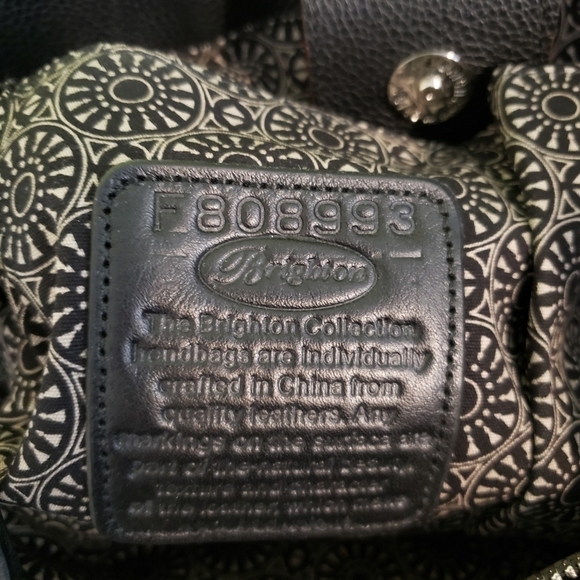 F808993
Brighton
The Brighton Collection
handbags are individually
crafted in China from
quality leathers. Any
markings on the surface are
part of the natural beauty